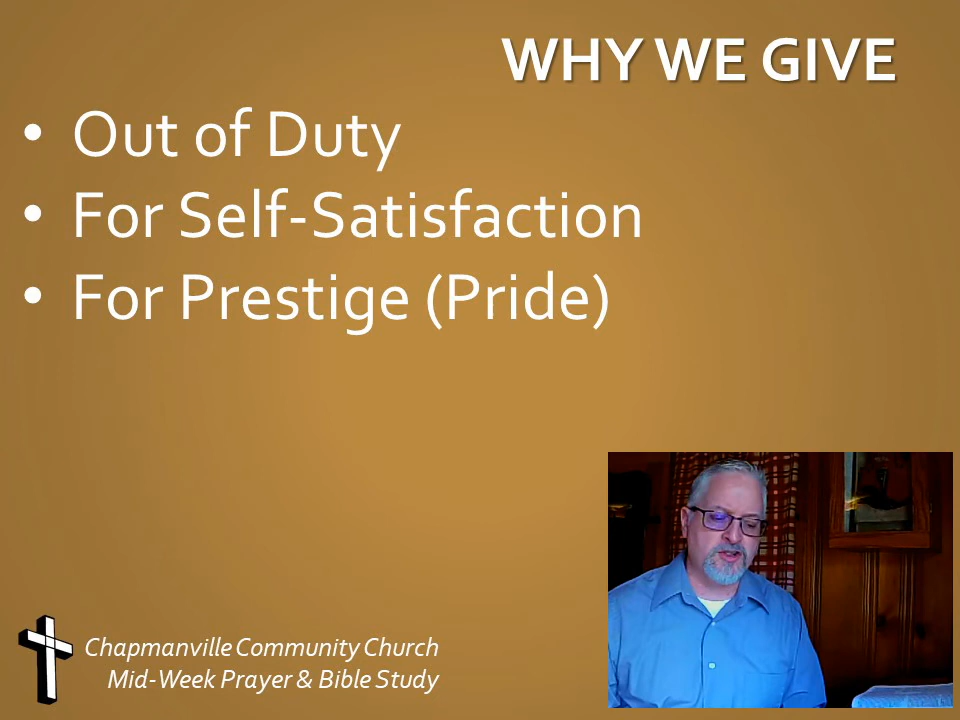 WHY WE GIVE
• Out of Duty
• For Self-Satisfaction
• For Prestige (Pride)
Chapmanville Community Church
Mid-Week Prayer & Bible Study